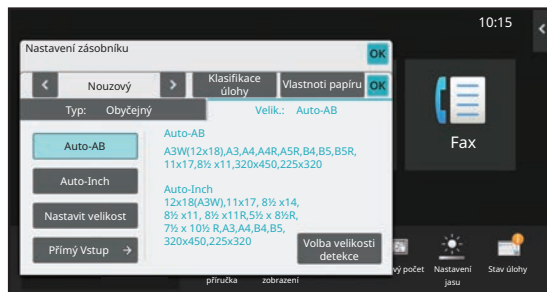 10:15
Nastavení zásobníku
OK
Nouzový
Klasifikace
úlohy
Vlastnoti papíru
OK
Typ: Obyčejný
Velik.: Auto-AB
Auto-AB
Auto-Inch
Nastavit velikost
Přímý Vstup →
Auto-AB
A3W(12x18),A3,A4,A4R,A5R,B4,B5,B5R,
11x17,8½ x11,320x450,225x320
Auto-Inch
12x18(A3W),11x17, 8½ x14,
8½ x11, 8½ x11R,5½ x 8½R,
7½ x 10½ R,A3,A4,B4,B5,
320x450,225x320
Volba velikosti
detekce
Fax
příručka
zobrazení
vý počet
Nastavení
jasu
Stav úlohy